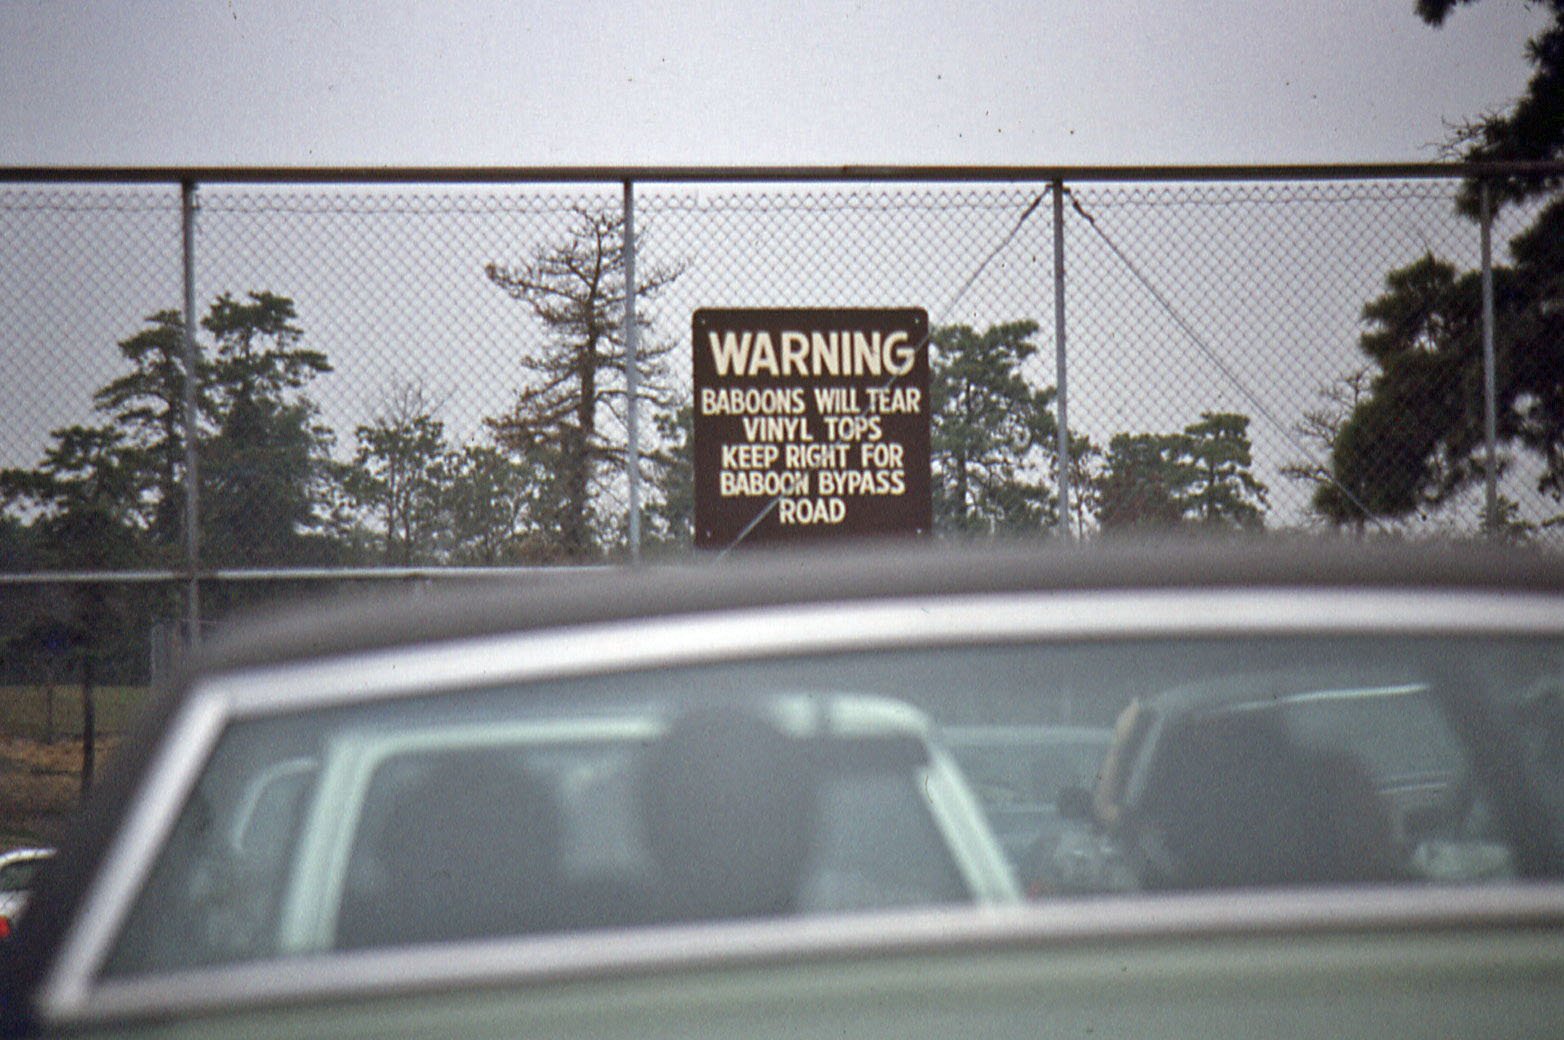 WARNING
BABOONS WILL TEAR
VINYL TOPS
KEEP RIGHT FOR
BABOON BYPASS
ROAD